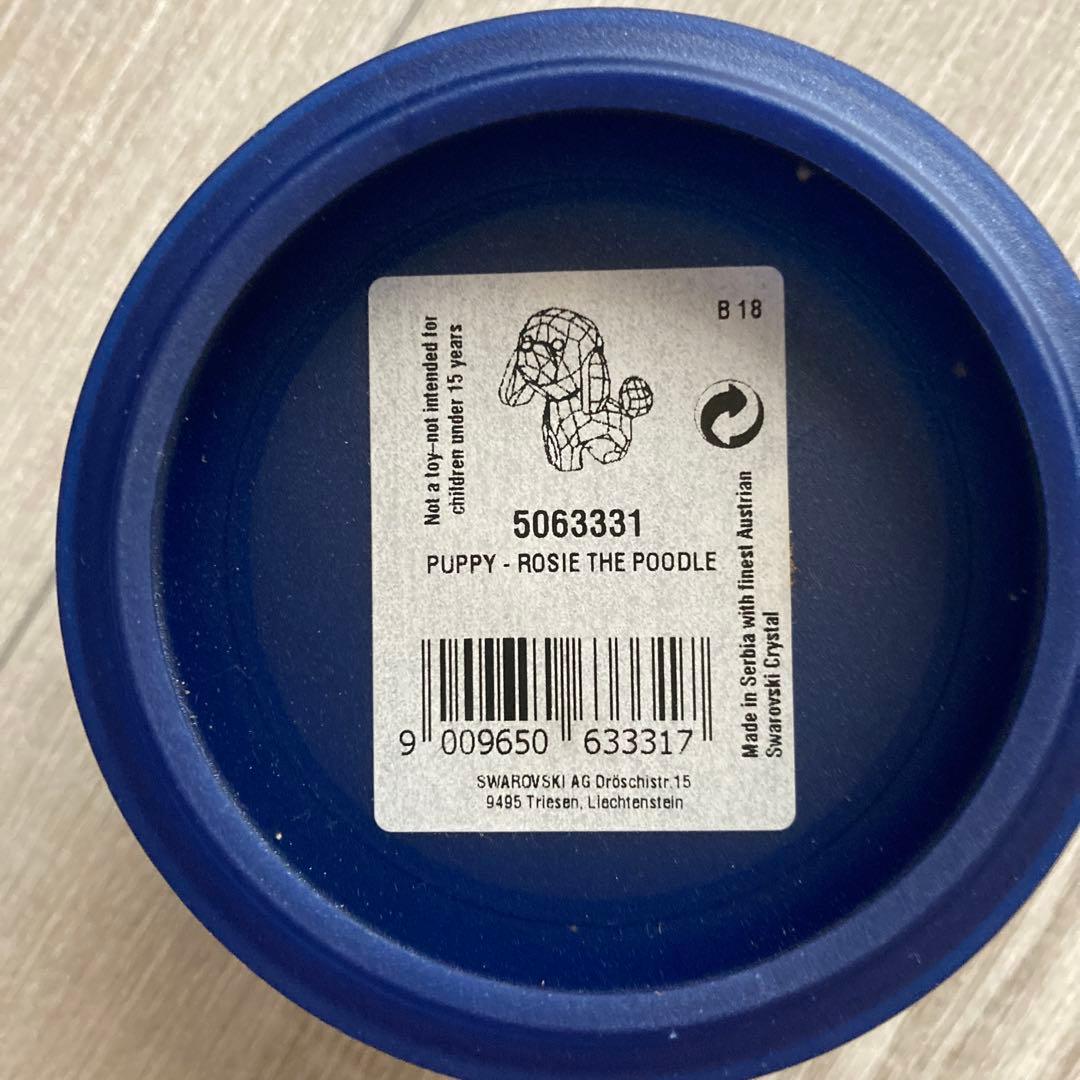 B 18
Not a toy-not intended for
children under 15 years
5063331
PUPPY - ROSIE THE POODLE
Made in Serbia with finest Austrian
Swarovski Crystal
9 009650 633317
SWAROVSKI AG Dröschistr.15
9495 Triesen, Liechtenstein